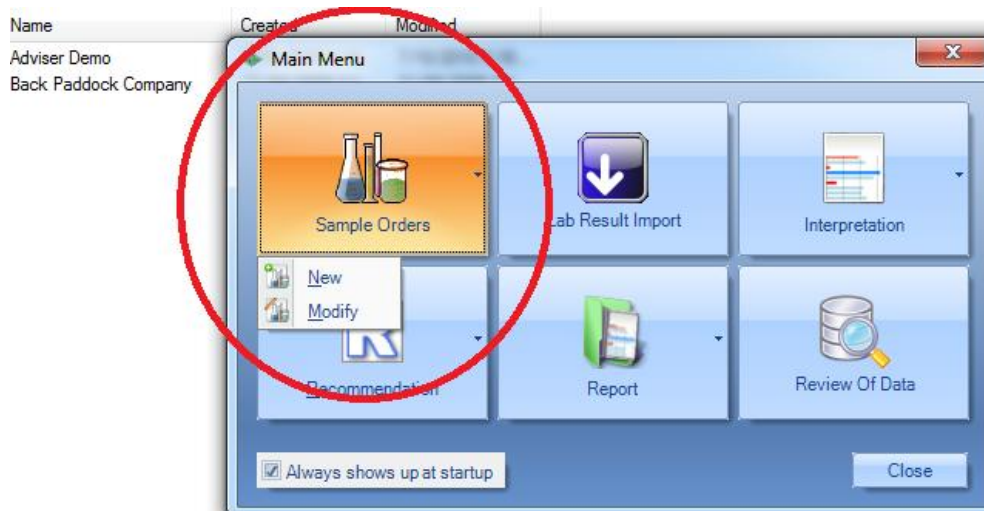 Name Created Modified
Adviser Demo
Back Paddock Company
Main Menu
Sample Orders
Lab Result Import
Interpretation
New
Modify
Recommendation
Report
Review Of Data
Always shows up at startup
Close